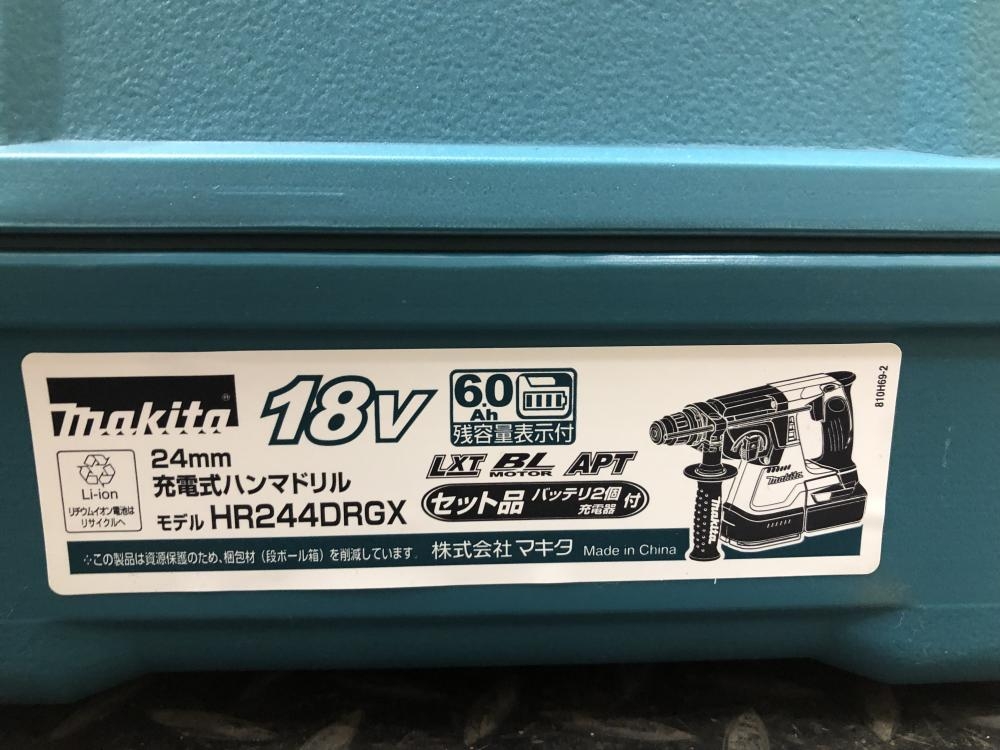 makita®
18V
6.0
Ah
残容量表示付
Li-ion
リチウムイオン電池は
リサイクルへ
24mm
充電式ハンマドリル
モデル HR244DRGX
LXT BL MOTOR APT
セット品 バッテリ2個 充電器 付
※この製品は資源保護のため、梱包材(段ボール箱)を削減しています。 株式会社 マキタ Made in China
makita
makita
810H69-2